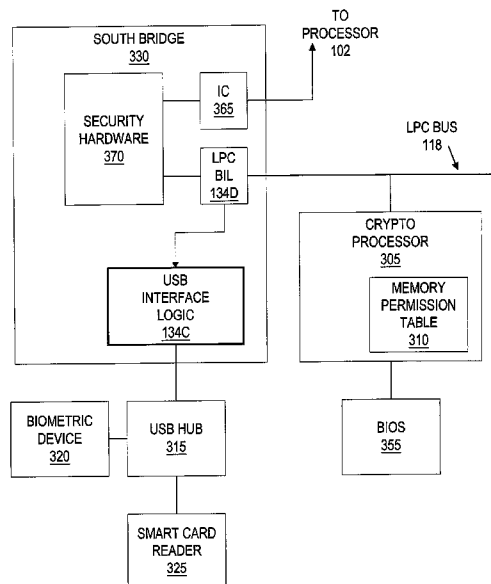 TO
PROCESSOR
102
SOUTH BRIDGE
330
SECURITY
HARDWARE
370
IC
365
LPC
BIL
134D
LPC BUS
118
CRYPTO
PROCESSOR
305
MEMORY
PERMISSION
TABLE
310
USB
INTERFACE
LOGIC
134C
BIOMETRIC
DEVICE
320
USB HUB
315
BIOS
355
SMART CARD
READER
325